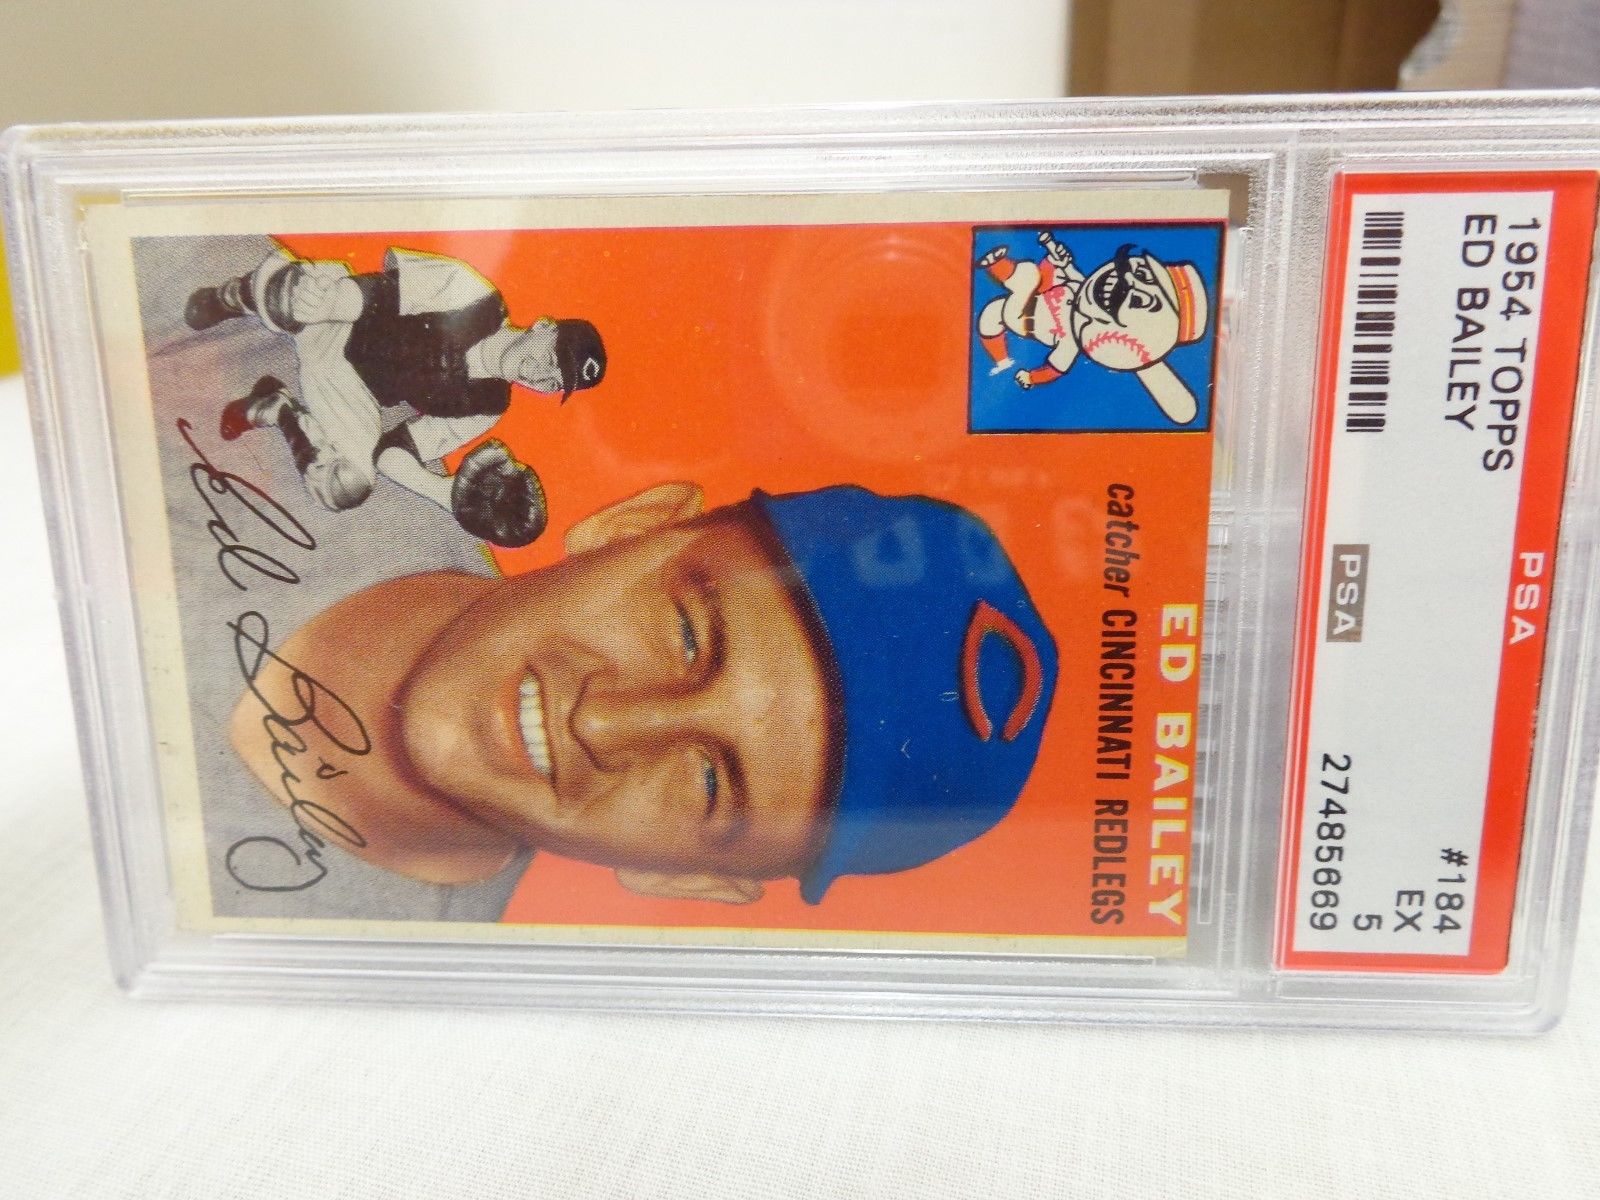 PSA
1954 TOPPS #184
ED BAILEY EX
PSA 5
27485669
ED BAILEY
catcher CINCINNATI REDLEGS
C
C
Ed Bailey